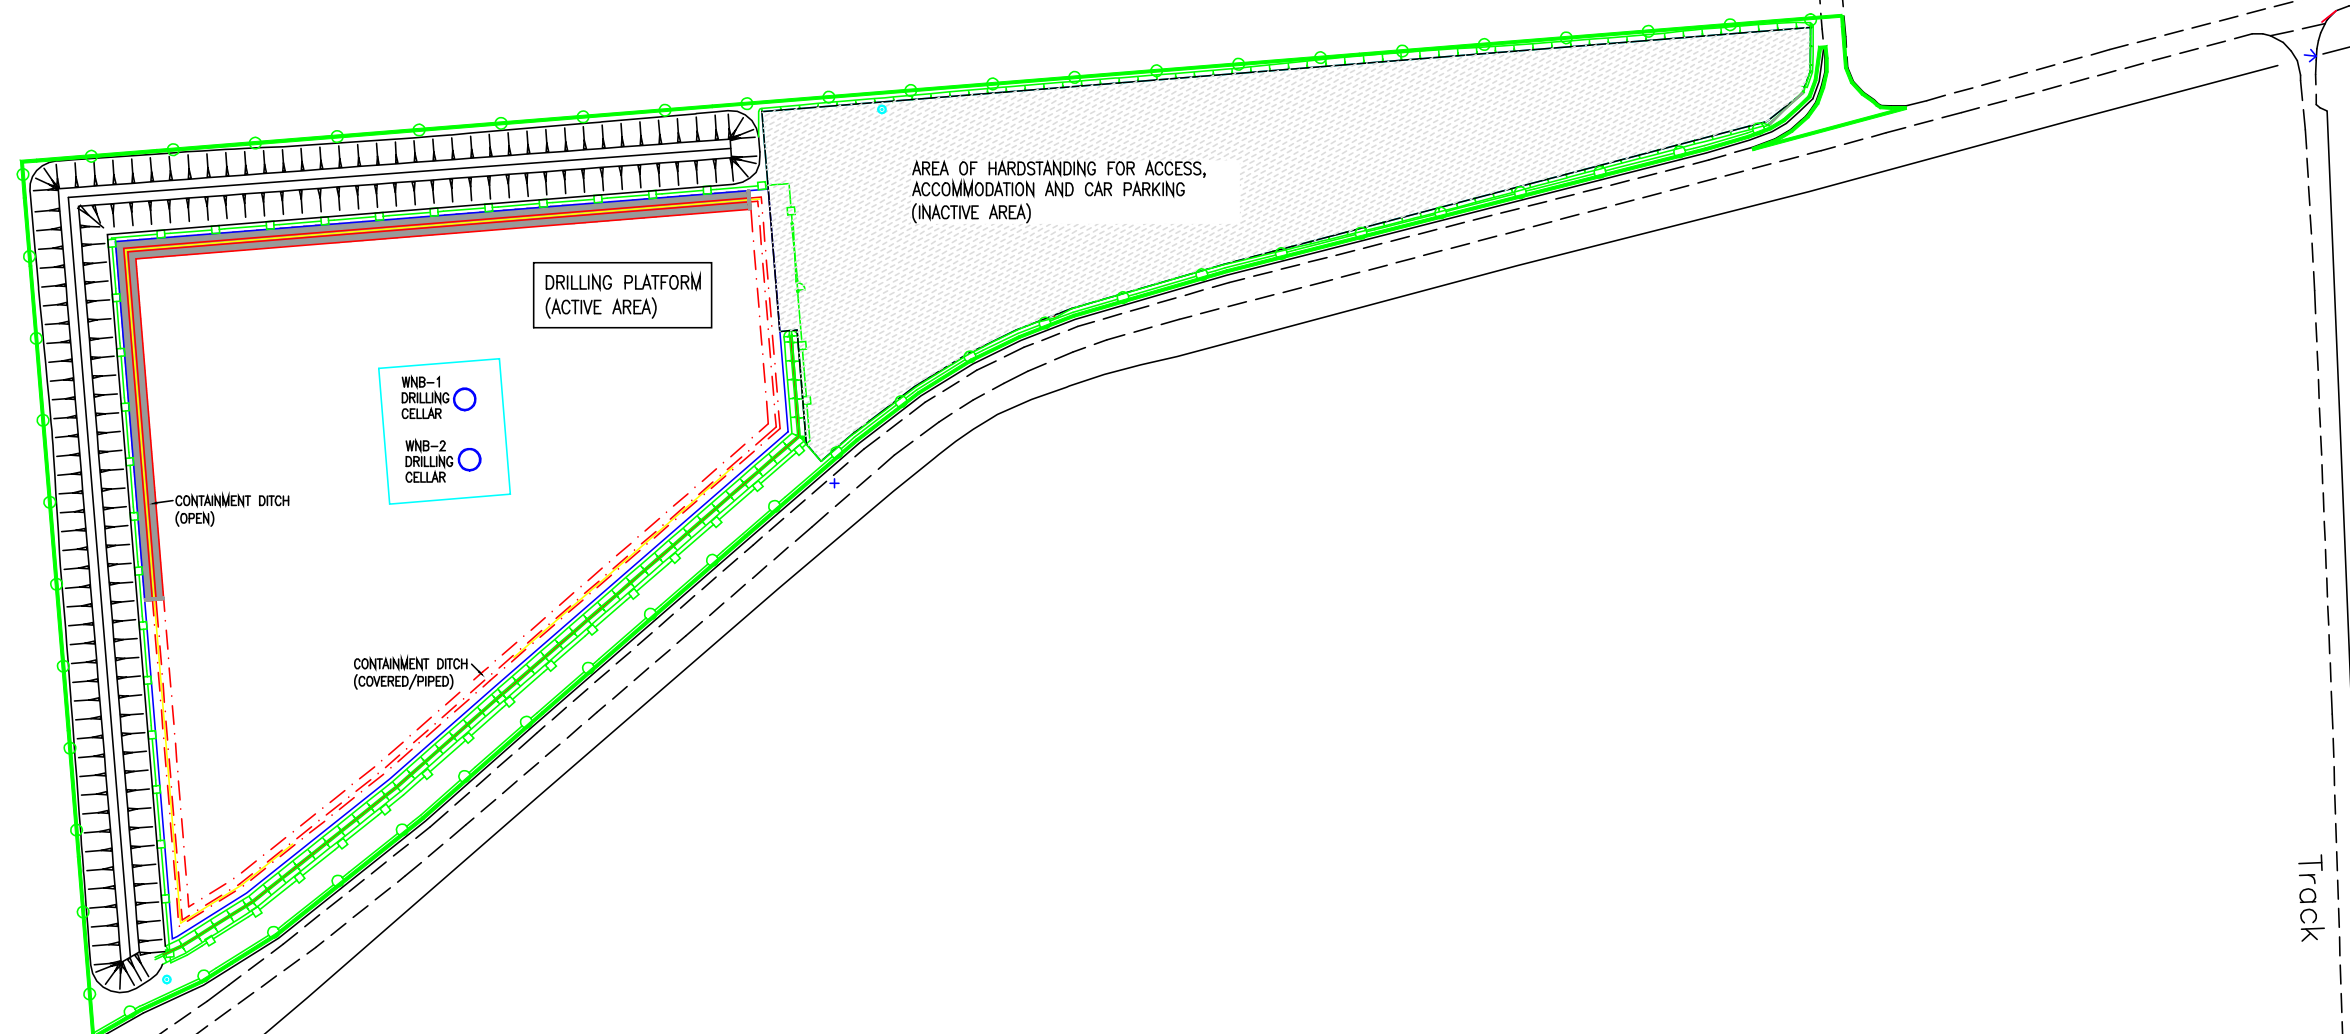 AREA OF HARDSTANDING FOR ACCESS,
ACCOMMODATION AND CAR PARKING
(INACTIVE AREA)
DRILLING PLATFORM
(ACTIVE AREA)
WNB-1
DRILLING
CELLAR
WNB-2
DRILLING
CELLAR
CONTAINMENT DITCH
(OPEN)
CONTAINMENT DITCH
(COVERED/PIPED)
Track